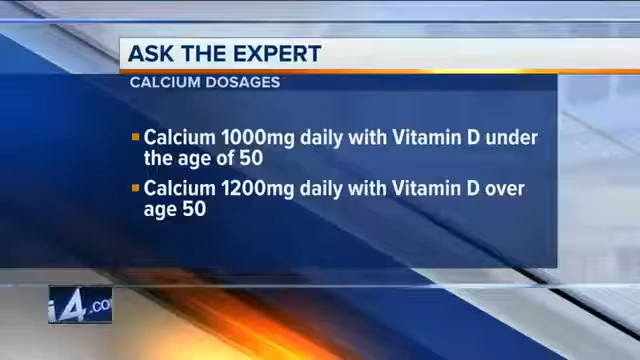 ASK THE EXPERT
CALCIUM DOSAGES
Calcium 1000mg daily with Vitamin D under
the age of 50
Calcium 1200mg daily with Vitamin D over
age 50
4.co